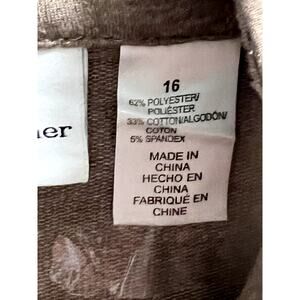 ner
16
62% POLYESTER/
POLIÉSTER
33% COTTON/ALGODÓN/
COTON
5% SPANDEX
MADE IN
CHINA
HECHO EN
CHINA
FABRIQUÉ EN
CHINE